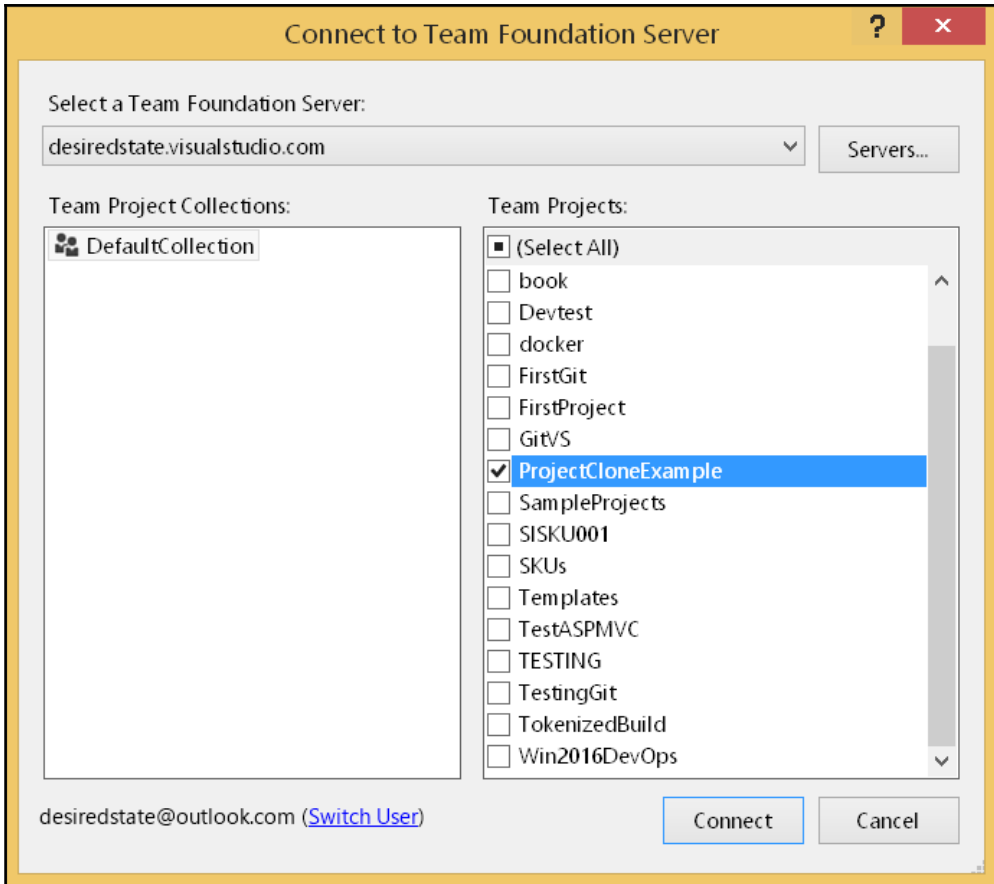 Connect to Team Foundation Server
?
x
Select a Team Foundation Server:
desiredstate.visualstudio.com
Servers...
Team Project Collections:
DefaultCollection
Team Projects:
(Select All)
book
Devtest
docker
FirstGit
FirstProject
GitVS
ProjectCloneExample
SampleProjects
SISKU001
SKUs
Templates
TestASPMVC
TESTING
TestingGit
TokenizedBuild
Win2016DevOps
desiredstate@outlook.com (Switch User)
Connect
Cancel